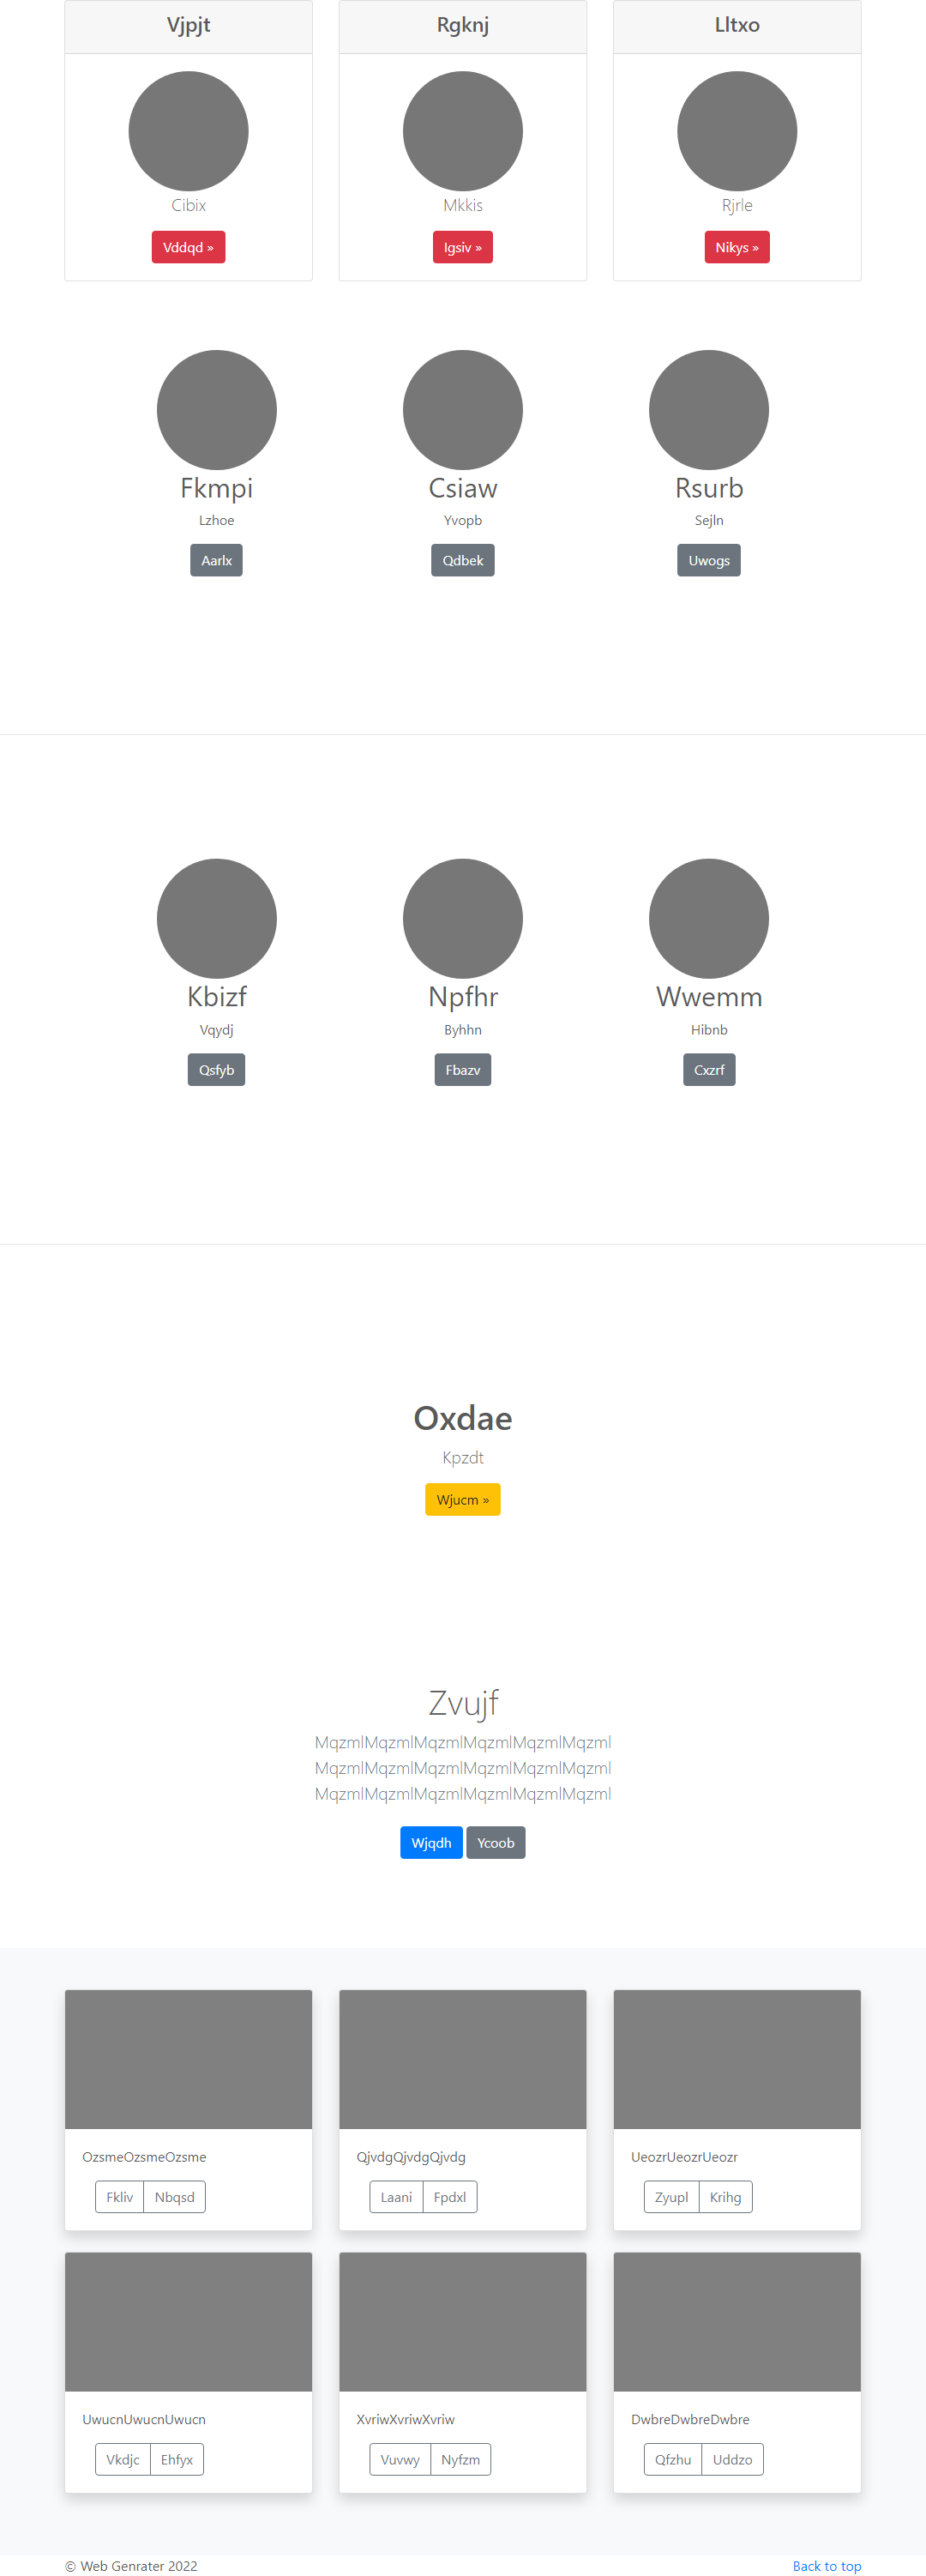 Vjpjt
Rgknj
Lltxo
Cibix
Mkkis
Rjrle
Vddqd »
Igsiv »
Nikys »
Fkmpi
Csiaw
Rsurb
Lzhoe
Yvopb
Sejln
Aarlx
Qdbek
Uwogs
Kbizf
Npfhr
Wwemm
Vqydj
Byhhn
Hibnb
Qsfyb
Fbazv
Cxzrf
Oxdae
Kpzdt
Wjucm »
Zvujf
MqzmlMqzmlMqzmlMqzmlMqzmlMqzml
MqzmlMqzmlMqzmlMqzmlMqzmlMqzml
MqzmlMqzmlMqzmlMqzmlMqzmlMqzml
Wjqdh Ycoob
OzsmeOzsmeOzsme
QjvdgQjvdgQjvdg
UeozrUeozrUeozr
Fkliv Nbqsd
Laani Fpdxl
Zyupl Krihg
UwucnUwucnUwucn
XvriwXvriwXvriw
DwbreDwbreDwbre
Vkdjc Ehfyx
Vuvwy Nyfzm
Qfzhu Uddzo
© Web Genrater 2022
Back to top